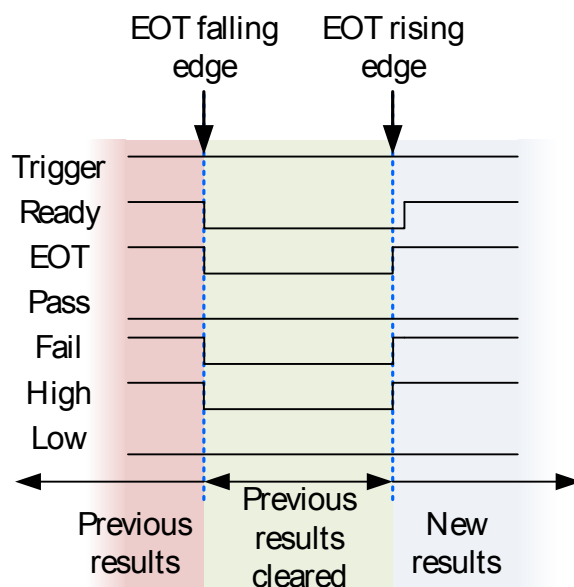 EOT falling
edge
EOT rising
edge
Trigger
Ready
EOT
Pass
Fail
High
Low
Previous
results
Previous
results
cleared
New
results